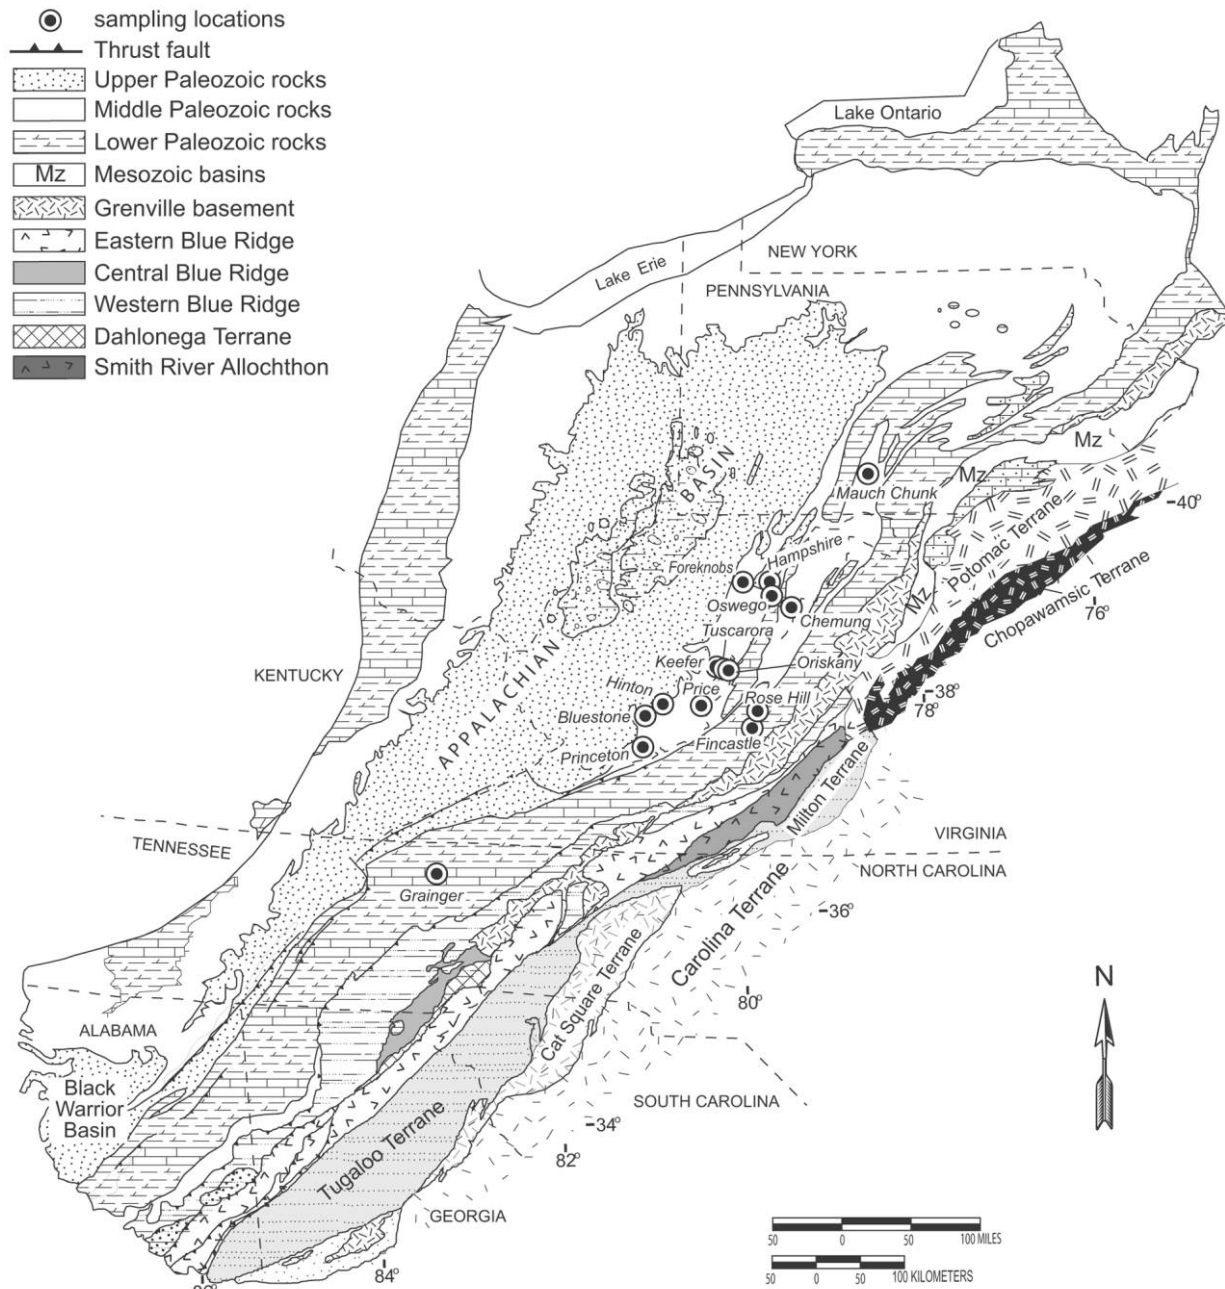 sampling locations
Thrust fault
Upper Paleozoic rocks
Middle Paleozoic rocks
Lower Paleozoic rocks
Mz Mesozoic basins
Grenville basement
Eastern Blue Ridge
Central Blue Ridge
Western Blue Ridge
Dahlonega Terrane
Smith River Allochthon
Lake Ontario
Lake Erie
NEW YORK
PENNSYLVANIA
APPALACHIAN BASIN
Mz
Mz
Mz
Mauch Chunk
40°
Potomac Terrane
Chopawamsic Terrane
76°
Foreknobs
Hampshire
Oswego
Chemung
Tuscarora
Keefer
Oriskany
KENTUCKY
Hinton
Price
Rose Hill
38°
78°
Bluestone
Princeton
Fincastle
Milton Terrane
TENNESSEE
VIRGINIA
NORTH CAROLINA
Grainger
36°
Carolina Terrane
Cat Square Terrane
80°
N
ALABAMA
Black
Warrior
Basin
SOUTH CAROLINA
34°
82°
Tugaloo Terrane
GEORGIA
84°
50 0 50 100 MILES
50 0 50 100 KILOMETERS